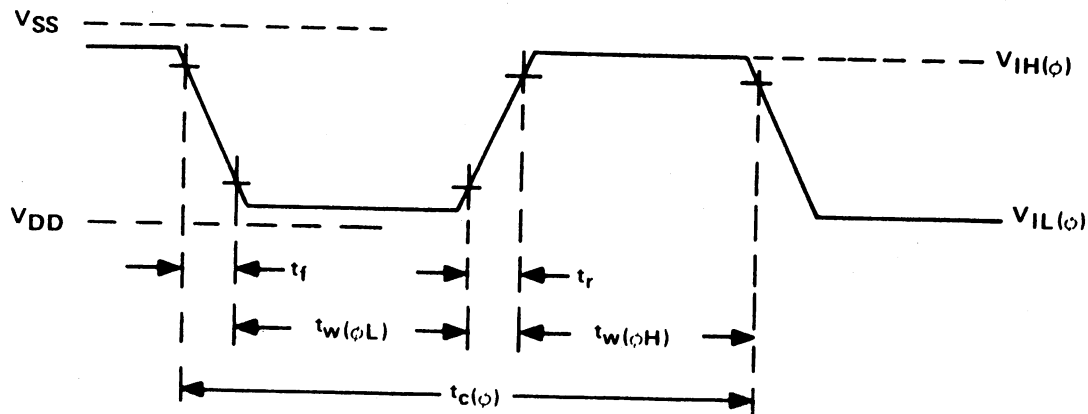 VSS
VIH(φ)
VDD
VIL(φ)
tf
tr
tw(φL)
tw(φH)
tc(φ)